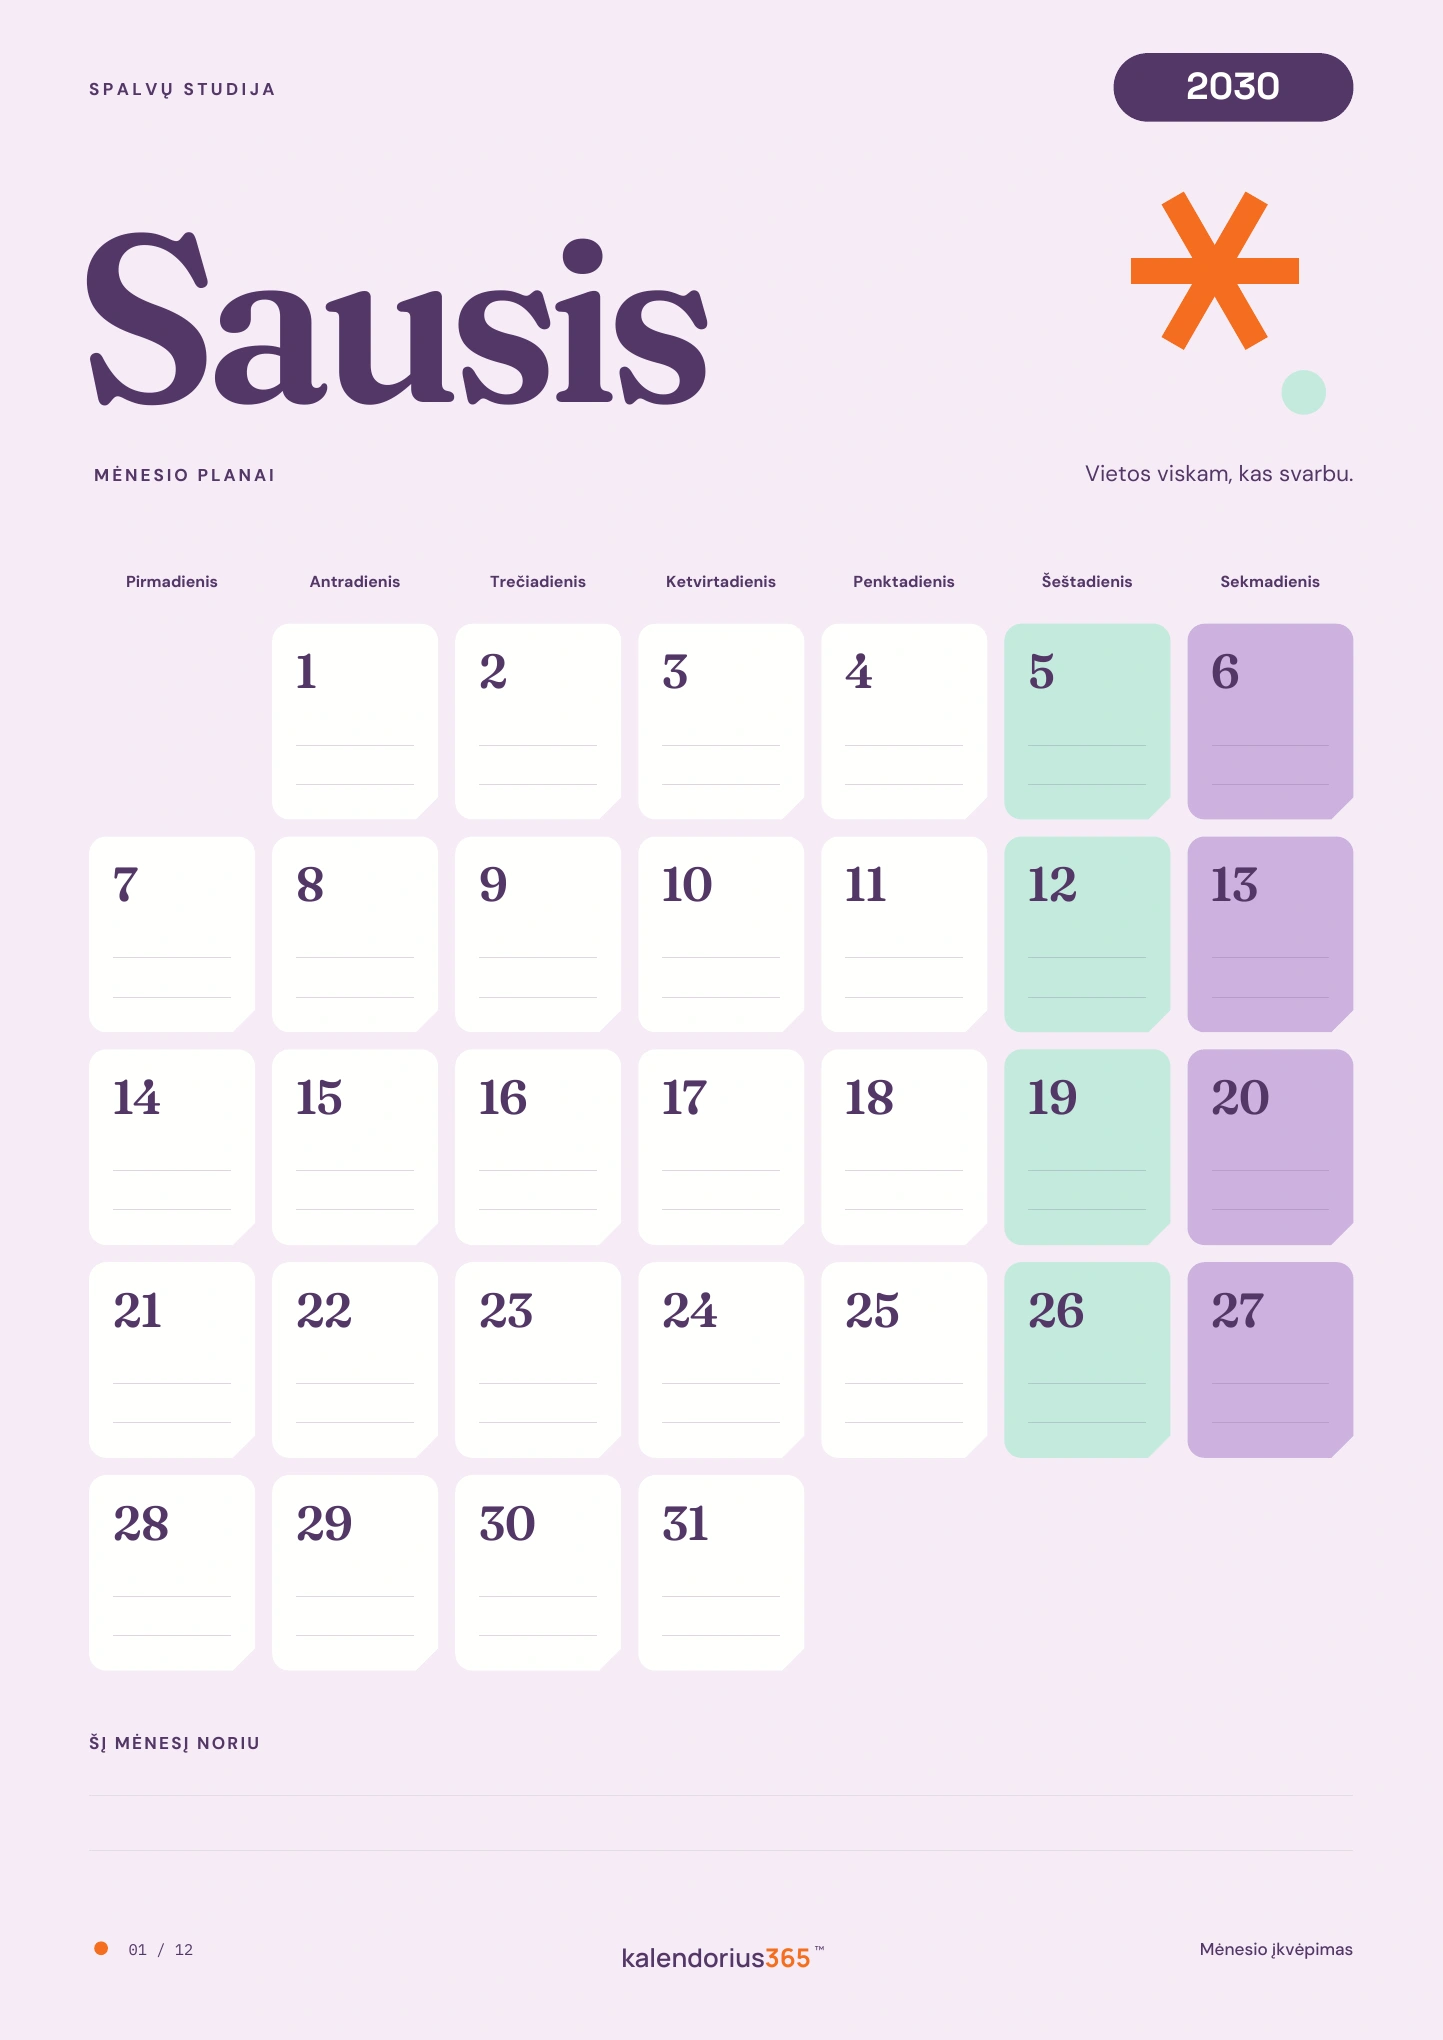 SPALVŲ STUDIJA
2030
Sausis
MĖNESIO PLANAI
Vietos viskam, kas svarbu.
Pirmadienis Antradienis Trečiadienis Ketvirtadienis Penktadienis Šeštadienis Sekmadienis
1 2 3 4 5 6
7 8 9 10 11 12 13
14 15 16 17 18 19 20
21 22 23 24 25 26 27
28 29 30 31
ŠĮ MĖNESĮ NORIU
01 / 12
kalendorius365™
Mėnesio įkvėpimas